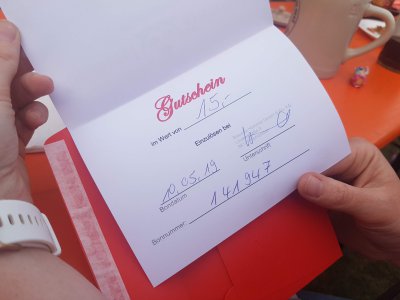 Gutschein
im Wert von 15,-
Einzulösen bei
10.05.19
Bondatum
Unterschrift
Bonnummer: 141947